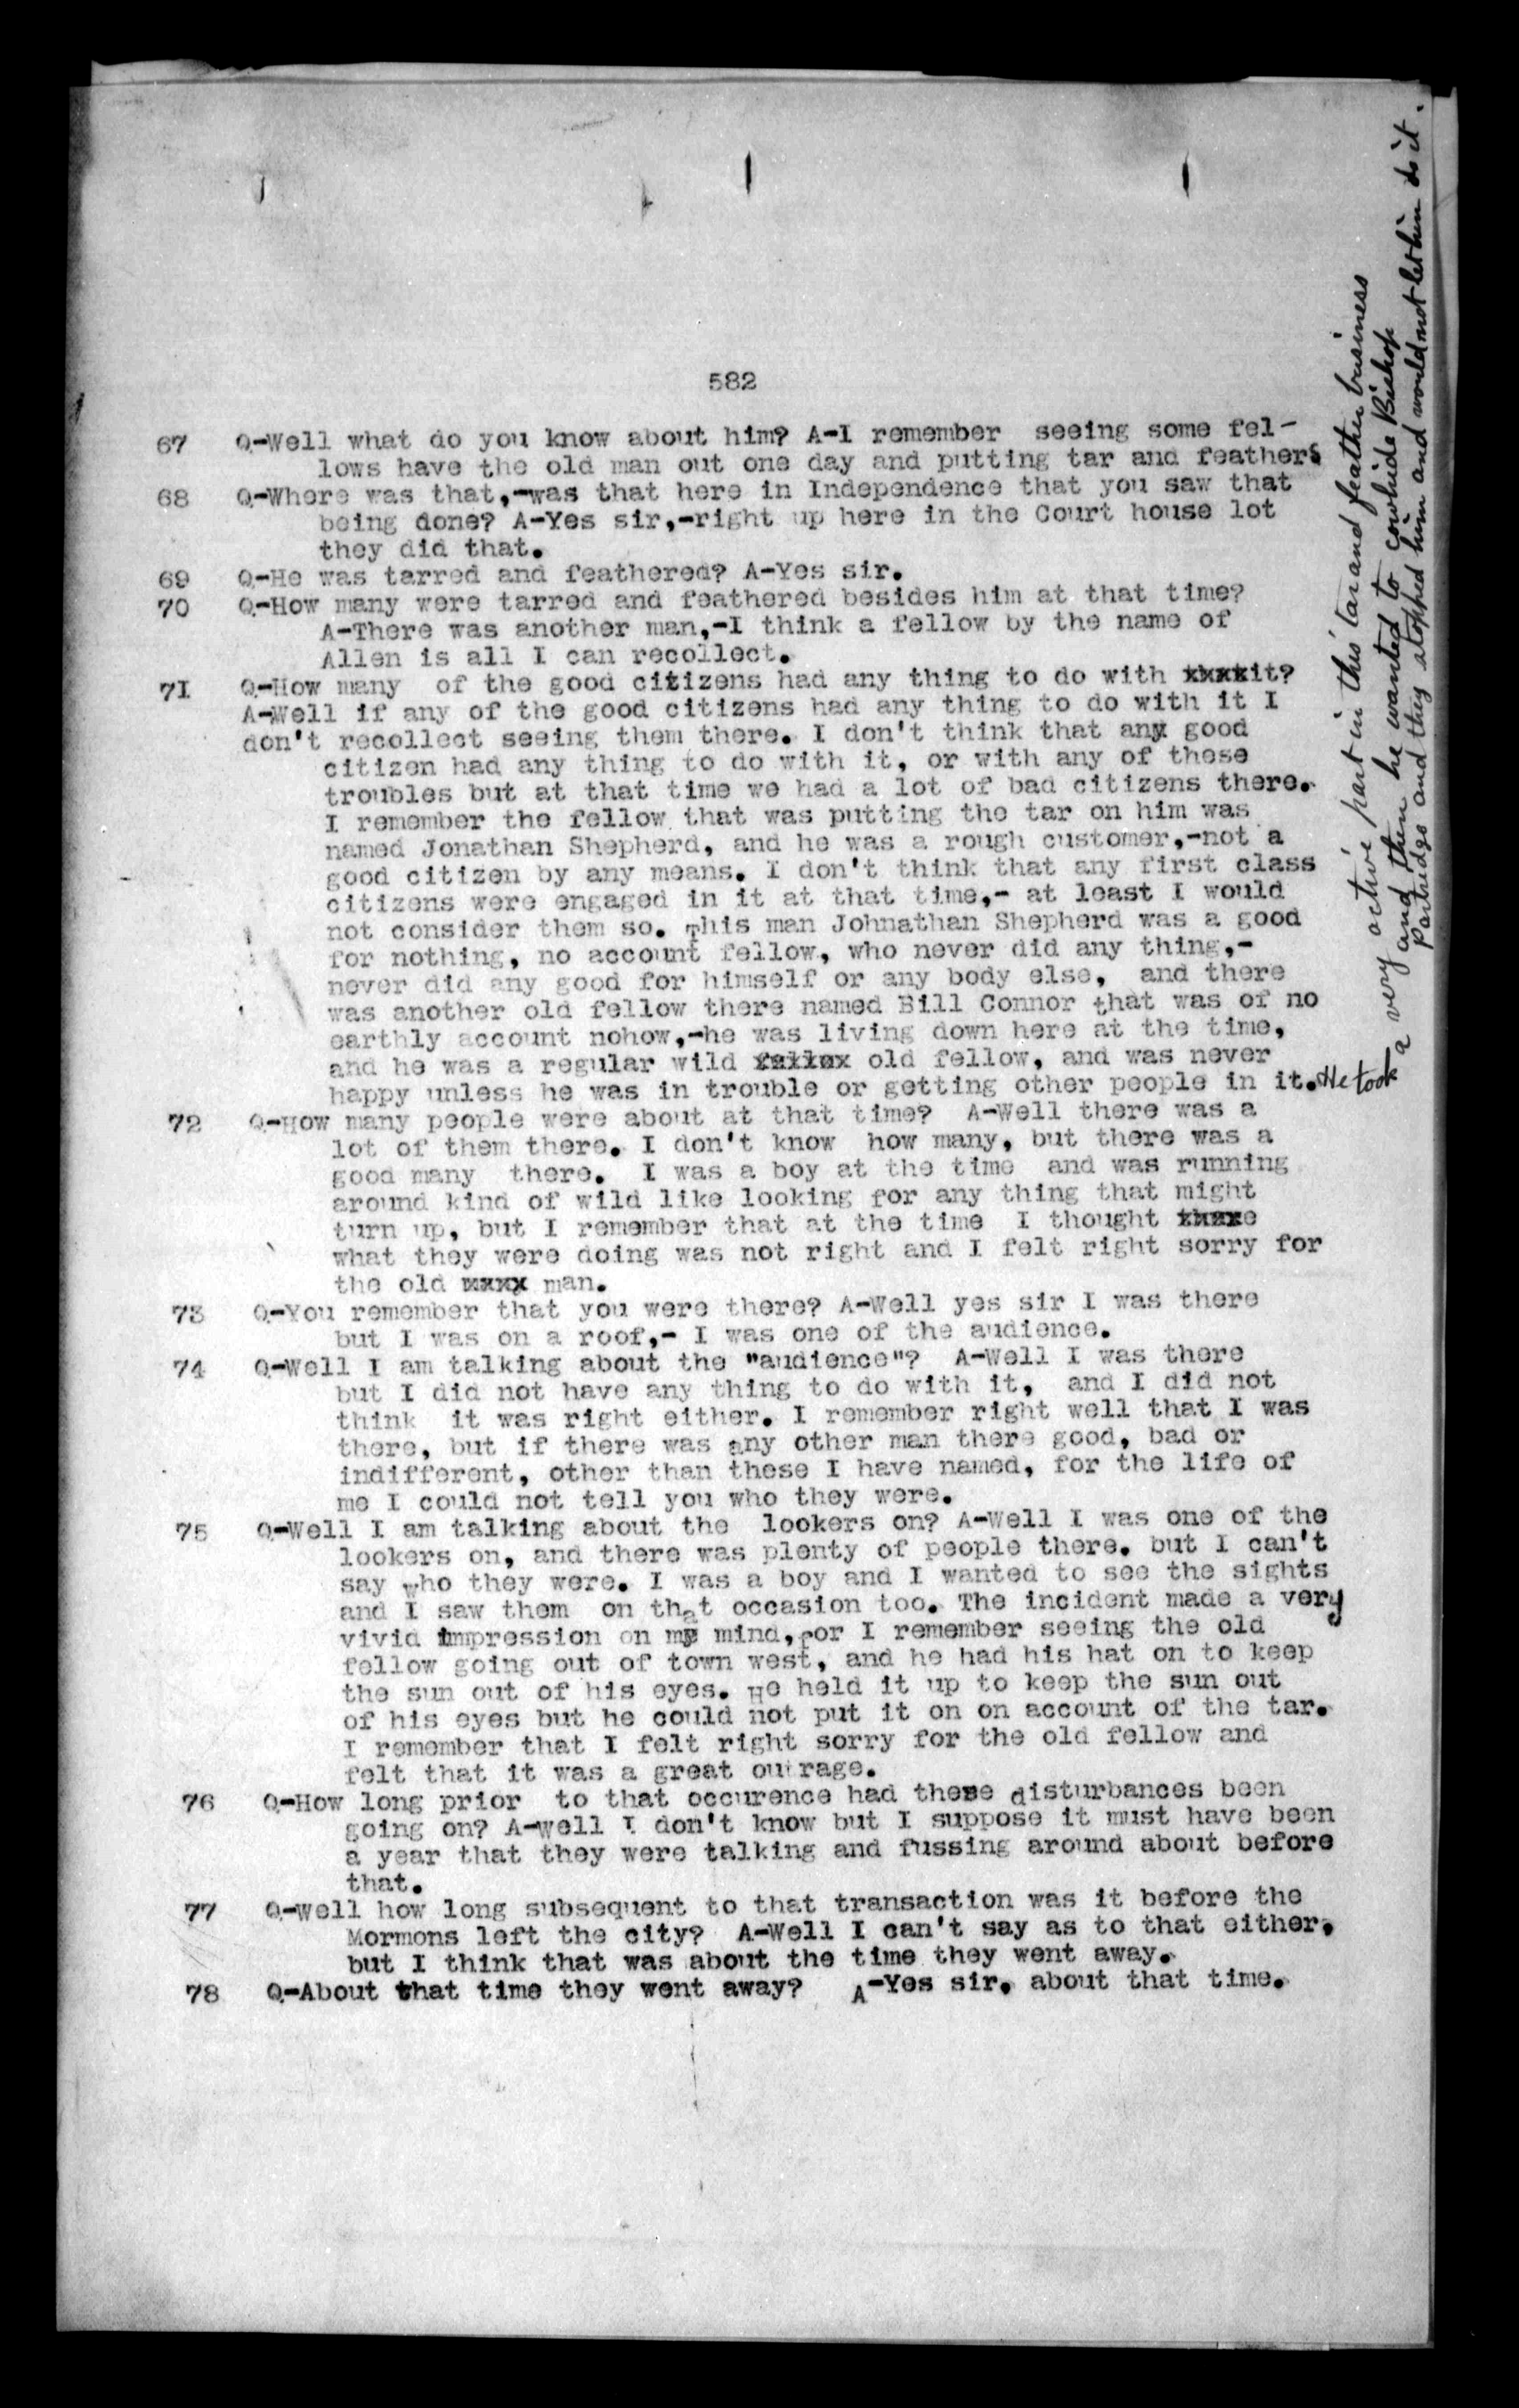 582
67 Q-Well what do you know about him? A-I remember seeing some fel-
lows have the old man out one day and putting tar and feathers
68 Q-Where was that,-was that here in Independence that you saw that
being done? A-Yes sir,-right up here in the Court house lot
they did that.
69 Q-He was tarred and feathered? A-Yes sir.
70 Q-How many were tarred and feathered besides him at that time?
A-There was another man,-I think a fellow by the name of
Allen is all I can recollect.
71 Q-How many of the good citizens had any thing to do with xxxxit?
A-Well if any of the good citizens had any thing to do with it I
don't recollect seeing them there. I don't think that any good
citizen had any thing to do with it, or with any of these
troubles but at that time we had a lot of bad citizens there.
I remember the fellow that was putting the tar on him was
named Jonathan Shepherd, and he was a rough customer,-not a
good citizen by any means. I don't think that any first class
citizens were engaged in it at that time,- at least I would
not consider them so. This man Johnathan Shepherd was a good
for nothing, no account fellow, who never did any thing,-
never did any good for himself or any body else, and there
was another old fellow there named Bill Connor that was of no
earthly account nohow,-he was living down here at the time,
and he was a regular wild old fellow, and was never
happy unless he was in trouble or getting other people in it. He took
a very active part in this tar and feather business
and then he wanted to cowhide Bishop
Partridge and they stopped him and would not let him do it.
72 Q-How many people were about at that time? A-Well there was a
lot of them there. I don't know how many, but there was a
good many there. I was a boy at the time and was running
around kind of wild like looking for any thing that might
turn up, but I remember that at the time I thought
what they were doing was not right and I felt right sorry for
the old xxxx man.
73 Q-You remember that you were there? A-Well yes sir I was there
but I was on a roof,- I was one of the audience.
74 Q-Well I am talking about the "audience"? A-Well I was there
but I did not have any thing to do with it, and I did not
think it was right either. I remember right well that I was
there, but if there was any other man there good, bad or
indifferent, other than these I have named, for the life of
me I could not tell you who they were.
75 Q-Well I am talking about the lookers on? A-Well I was one of the
lookers on, and there was plenty of people there. but I can't
say who they were. I was a boy and I wanted to see the sights
and I saw them on that occasion too. The incident made a very
vivid impression on my mind, for I remember seeing the old
fellow going out of town west, and he had his hat on to keep
the sun out of his eyes. He held it up to keep the sun out
of his eyes but he could not put it on on account of the tar.
I remember that I felt right sorry for the old fellow and
felt that it was a great outrage.
76 Q-How long prior to that occurence had these disturbances been
going on? A-Well I don't know but I suppose it must have been
a year that they were talking and fussing around about before
that.
77 Q-Well how long subsequent to that transaction was it before the
Mormons left the city? A-Well I can't say as to that either,
but I think that was about the time they went away.
78 Q-About that time they went away? A-Yes sir, about that time.